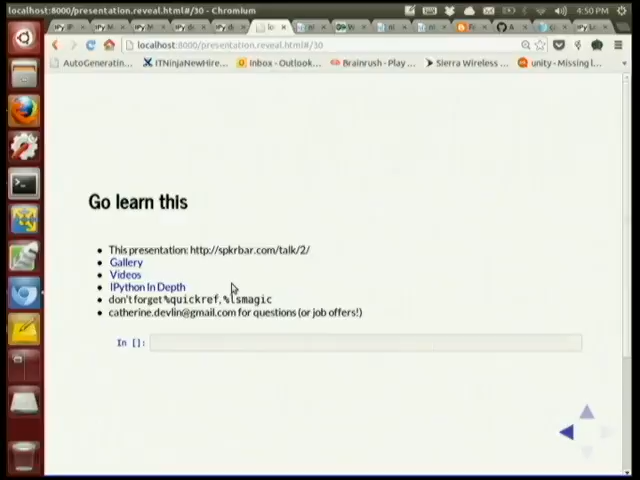 localhost:8000/presentation.reveal.html#/30 - Chromium
4:50 PM
localhost:8000/presentation.reveal.html#/30
AutoGeneratin... ITNinjaNewHire... Inbox - Outlook... Brainrush - Play ... Sierra Wireless ... unity - Missing l...
Go learn this
This presentation: http://spkrbar.com/talk/2/
Gallery
Videos
IPython In Depth
don't forget %quickref, %lsmagic
catherine.devlin@gmail.com for questions (or job offers!)
In []: